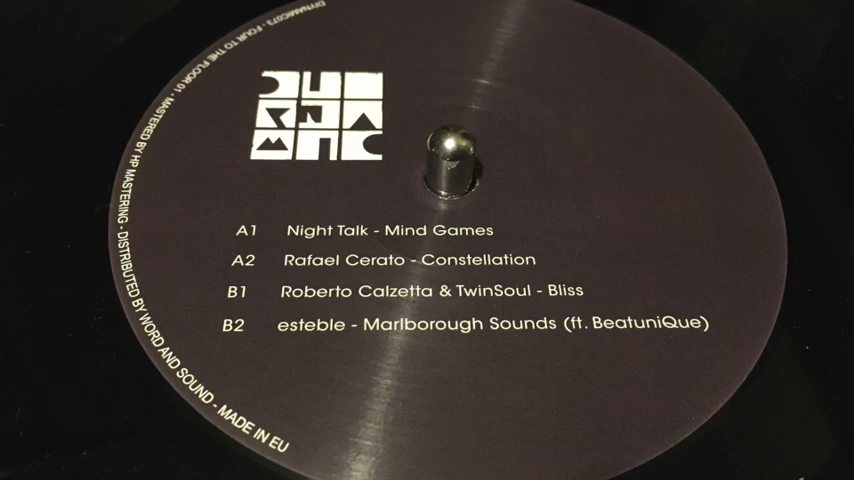 DIYNAMIC073 - FOUR TO THE FLOOR 01 - MASTERED BY HP MASTERING - DISTRIBUTED BY WORD AND SOUND - MADE IN EU
A1 Night Talk - Mind Games
A2 Rafael Cerato - Constellation
B1 Roberto Calzetta & TwinSoul - Bliss
B2 esteble - Marlborough Sounds (ft. BeatuniQue)